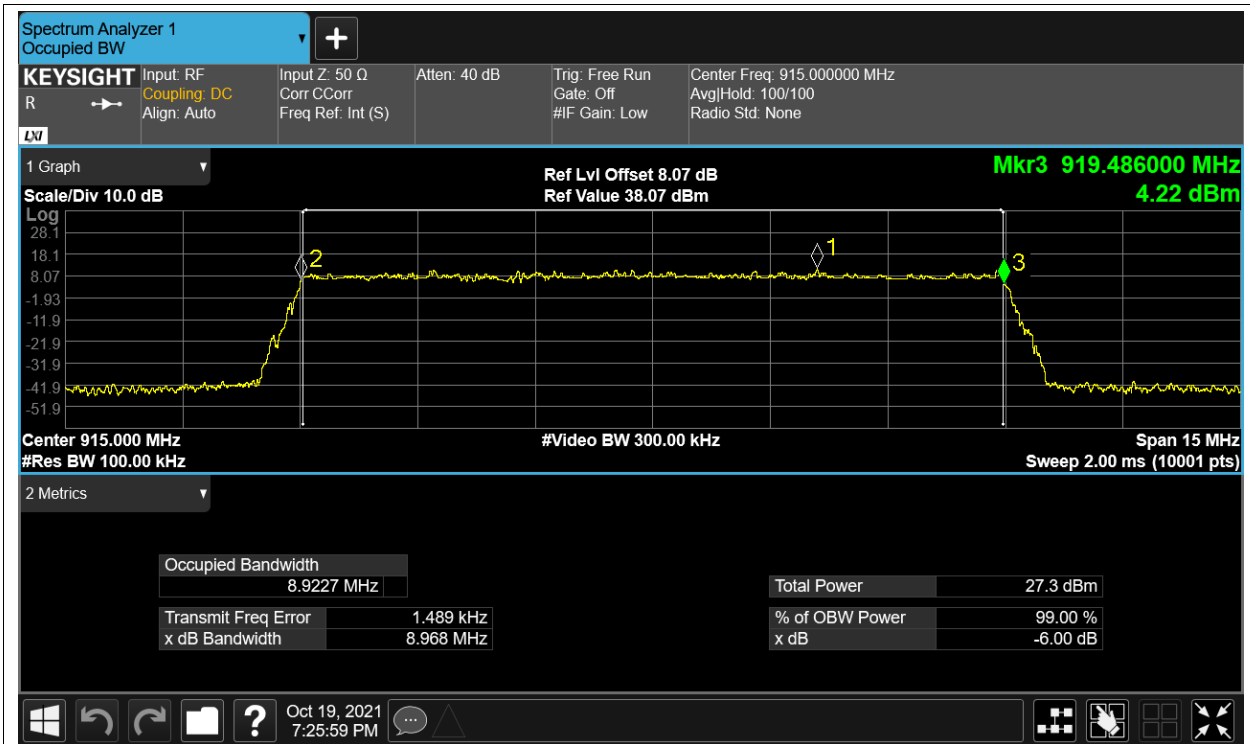 Spectrum Analyzer 1
Occupied BW
KEYSIGHT
R
LXI
Input: RF
Coupling: DC
Align: Auto
Input Z: 50 Ω
Corr CCorr
Freq Ref: Int (S)
Atten: 40 dB
Trig: Free Run
Gate: Off
#IF Gain: Low
Center Freq: 915.000000 MHz
Avg|Hold: 100/100
Radio Std: None
1 Graph
Scale/Div 10.0 dB
Ref Lvl Offset 8.07 dB
Ref Value 38.07 dBm
Mkr3 919.486000 MHz
4.22 dBm
Log
28.1
18.1
8.07
-1.93
-11.9
-21.9
-31.9
-41.9
-51.9
2
1
3
Center 915.000 MHz
#Res BW 100.00 kHz
#Video BW 300.00 kHz
Span 15 MHz
Sweep 2.00 ms (10001 pts)
2 Metrics
Occupied Bandwidth
8.9227 MHz
Transmit Freq Error 1.489 kHz
x dB Bandwidth 8.968 MHz
Total Power 27.3 dBm
% of OBW Power 99.00 %
x dB -6.00 dB
?
Oct 19, 2021
7:25:59 PM